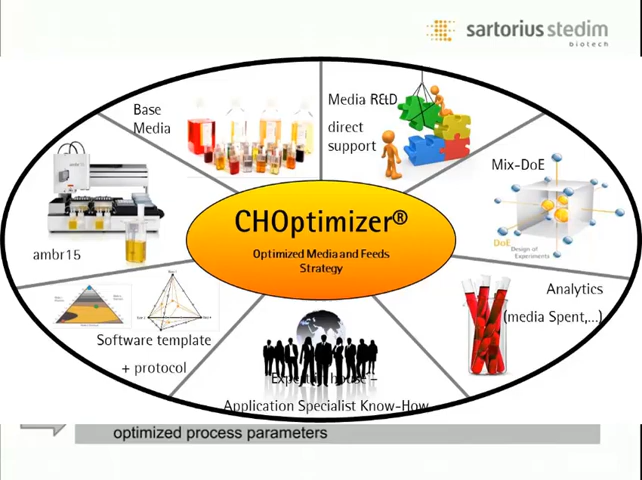 sartorius stedim
biotech
Base
Media
Media R&D
direct
support
Mix-DoE
DoE Design of
Experiments
ambr15
CHOptimizer®
Optimized Media and Feeds
Strategy
Analytics
(media Spent,...)
Software template
+ protocol
Application Specialist Know-How
optimized process parameters